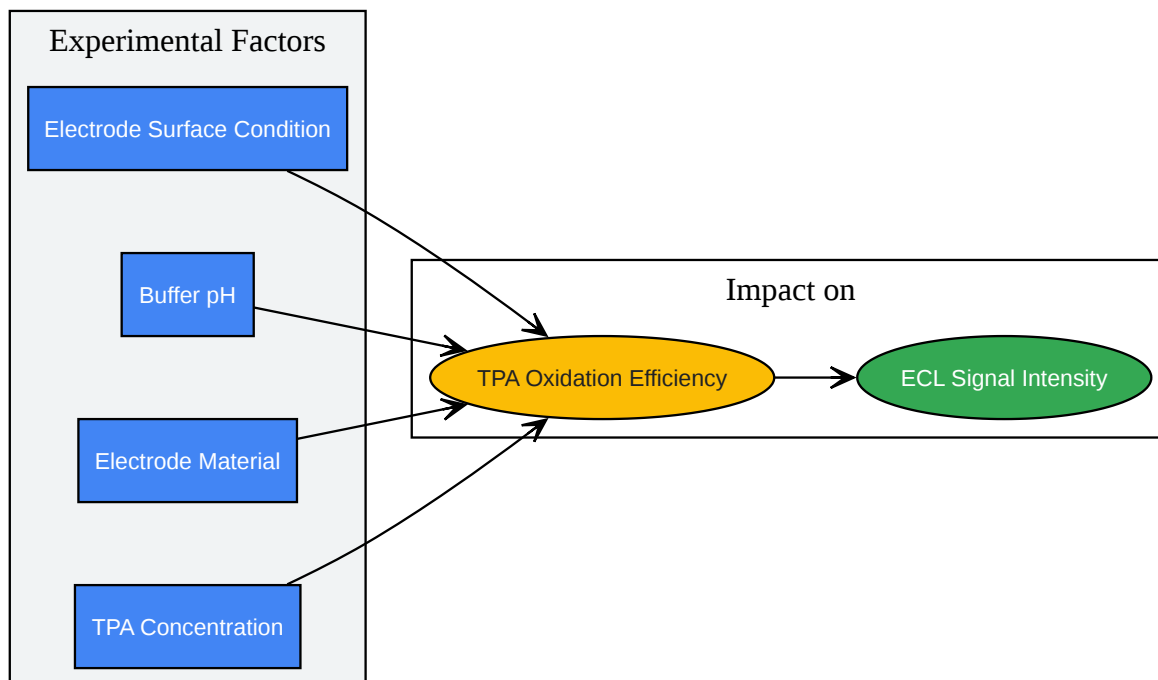 Experimental Factors
Electrode Surface Condition
Buffer pH
Electrode Material
TPA Concentration
Impact on
TPA Oxidation Efficiency
ECL Signal Intensity